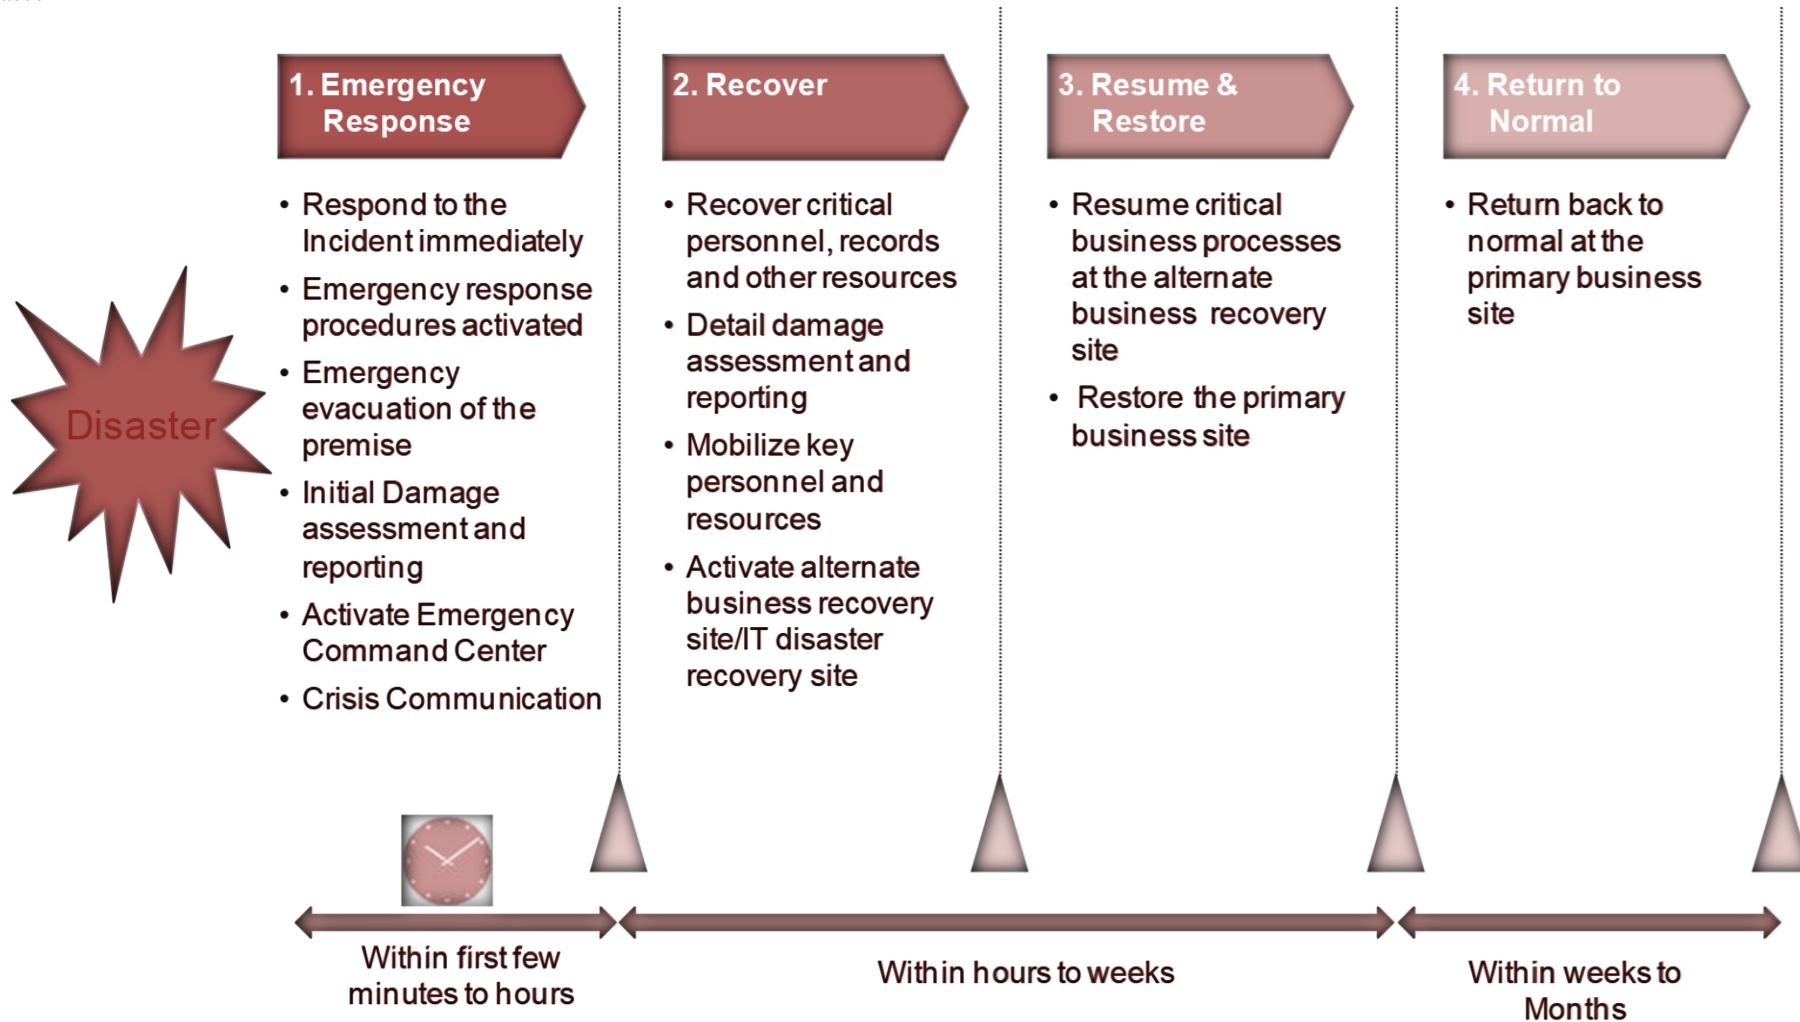 Disaster
1. Emergency
Response
• Respond to the
Incident immediately
• Emergency response
procedures activated
• Emergency
evacuation of the
premise
• Initial Damage
assessment and
reporting
• Activate Emergency
Command Center
• Crisis Communication
2. Recover
• Recover critical
personnel, records
and other resources
• Detail damage
assessment and
reporting
• Mobilize key
personnel and
resources
• Activate alternate
business recovery
site/IT disaster
recovery site
3. Resume &
Restore
• Resume critical
business processes
at the alternate
business recovery
site
• Restore the primary
business site
4. Return to
Normal
• Return back to
normal at the
primary business
site
Within first few
minutes to hours
Within hours to weeks
Within weeks to
Months